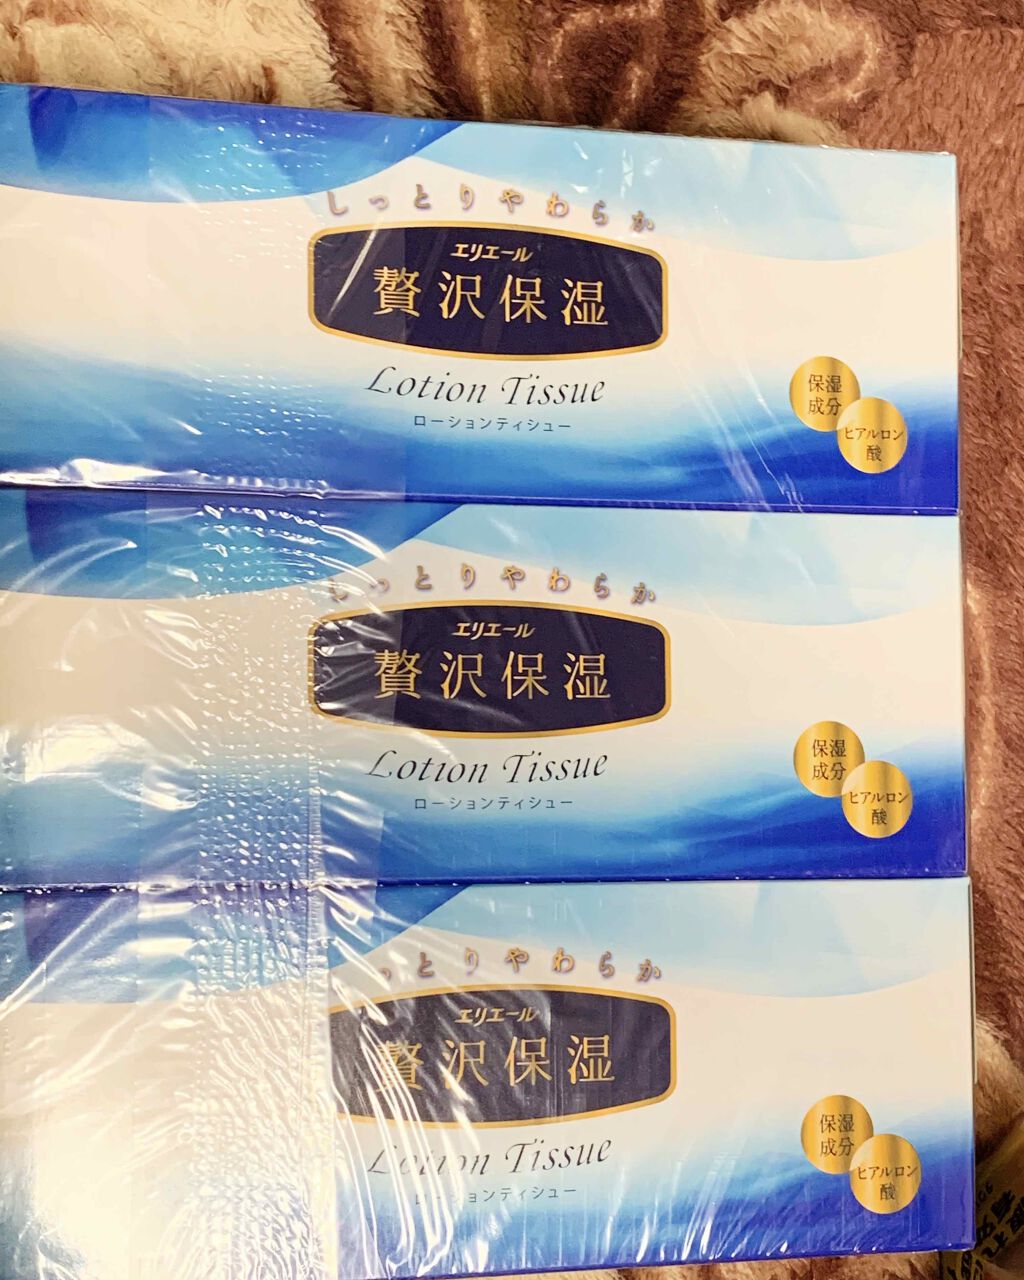 しっとりやわらか
エリエール
贅沢保湿
Lotion Tissue
ローションティシュー
保湿
成分
ヒアルロン
酸
しっとりやわらか
エリエール
贅沢保湿
Lotion Tissue
ローションティシュー
保湿
成分
ヒアルロン
酸
っとりやわらか
エリエール
贅沢保湿
Lotion Tissue
ローションティシュー
保湿
成分
ヒアルロン
酸